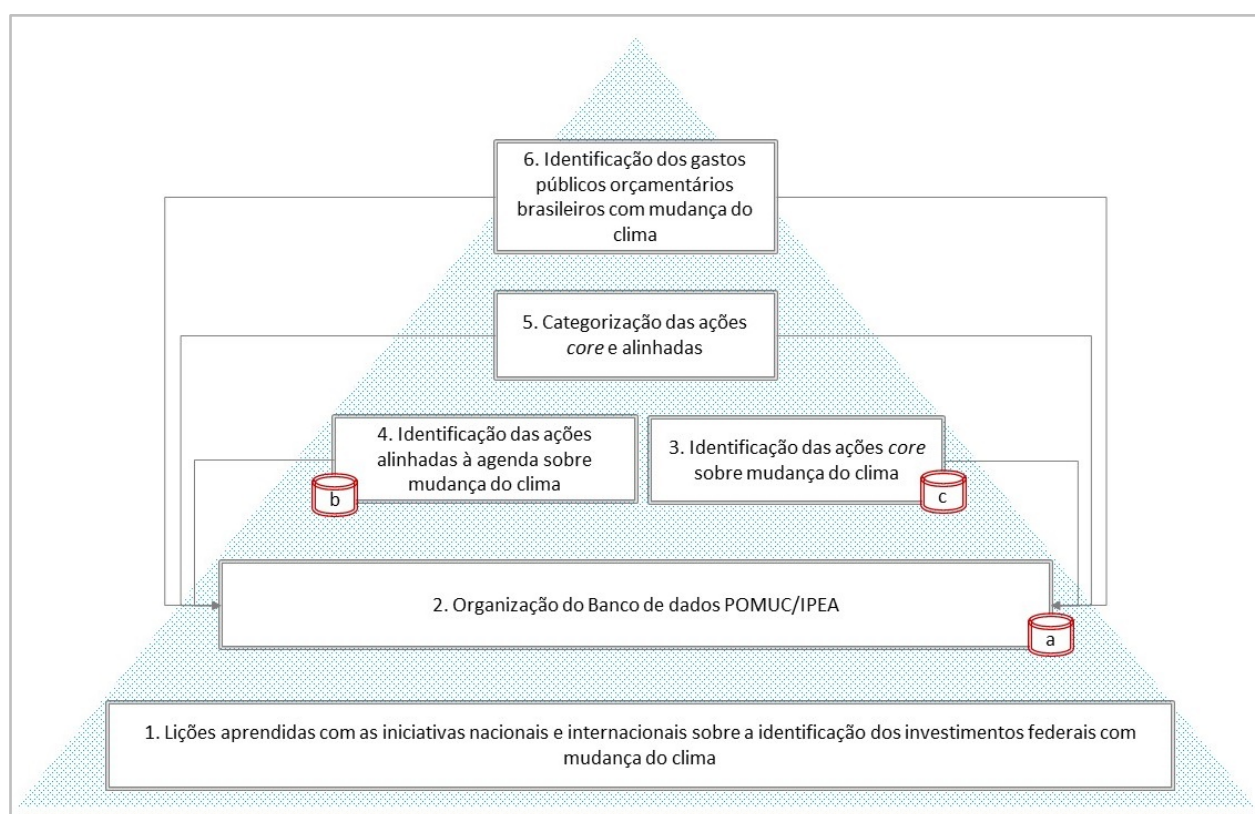 6. Identificação dos gastos
públicos orçamentários
brasileiros com mudança do
clima
5. Categorização das ações
core e alinhadas
4. Identificação das ações
alinhadas à agenda sobre
mudança do clima
b
3. Identificação das ações core
sobre mudança do clima
c
2. Organização do Banco de dados POMUC/IPEA
a
1. Lições aprendidas com as iniciativas nacionais e internacionais sobre a identificação dos investimentos federais com
mudança do clima